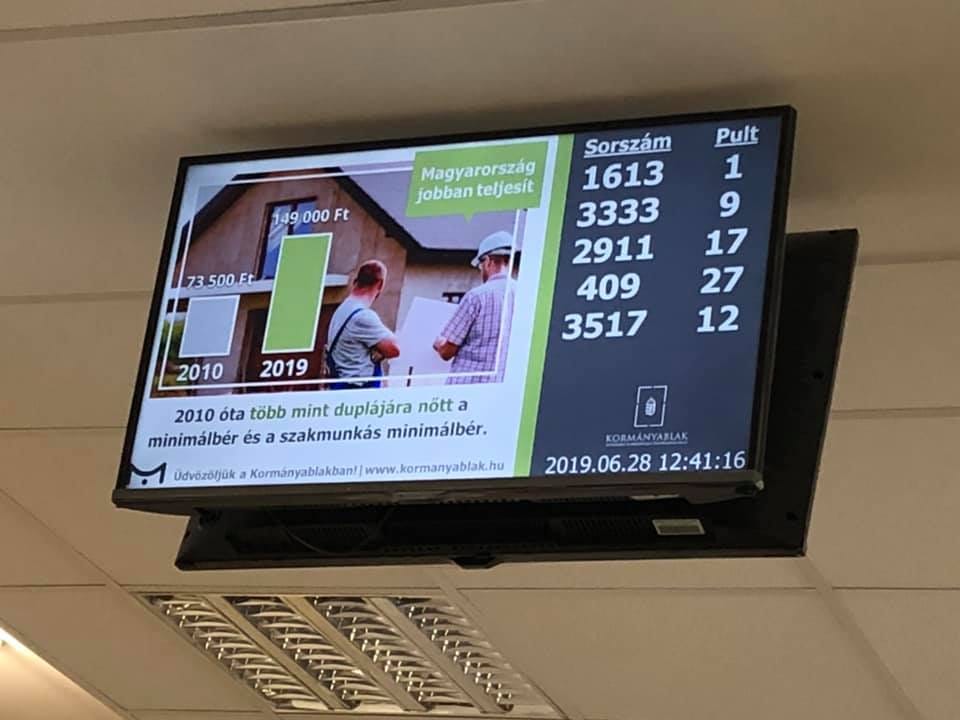 Magyarország
jobban teljesít
149 000 Ft
73 500 Ft
2010
2019
2010 óta több mint duplájára nőtt a
minimálbér és a szakmunkás minimálbér.
Üdvözöljük a Kormányablakban! | www.kormanyablak.hu
Sorszám Pult
1613 1
3333 9
2911 17
409 27
3517 12
KORMÁNYABLAK
2019.06.28 12:41:16